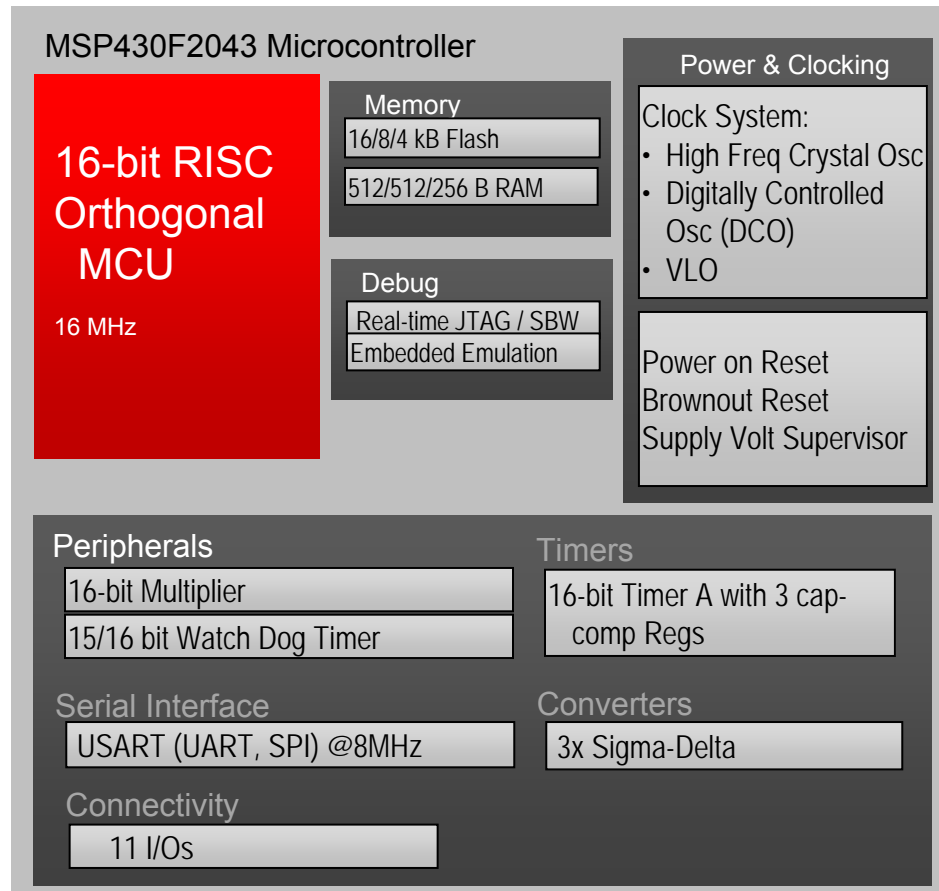 MSP430F2043 Microcontroller
16-bit RISC
Orthogonal
MCU
16 MHz
Memory
16/8/4 kB Flash
512/512/256 B RAM
Debug
Real-time JTAG / SBW
Embedded Emulation
Power & Clocking
Clock System:
• High Freq Crystal Osc
• Digitally Controlled
Osc (DCO)
• VLO
Power on Reset
Brownout Reset
Supply Volt Supervisor
Peripherals
16-bit Multiplier
15/16 bit Watch Dog Timer
Timers
16-bit Timer A with 3 cap-
comp Regs
Serial Interface
USART (UART, SPI) @8MHz
Converters
3x Sigma-Delta
Connectivity
11 I/Os